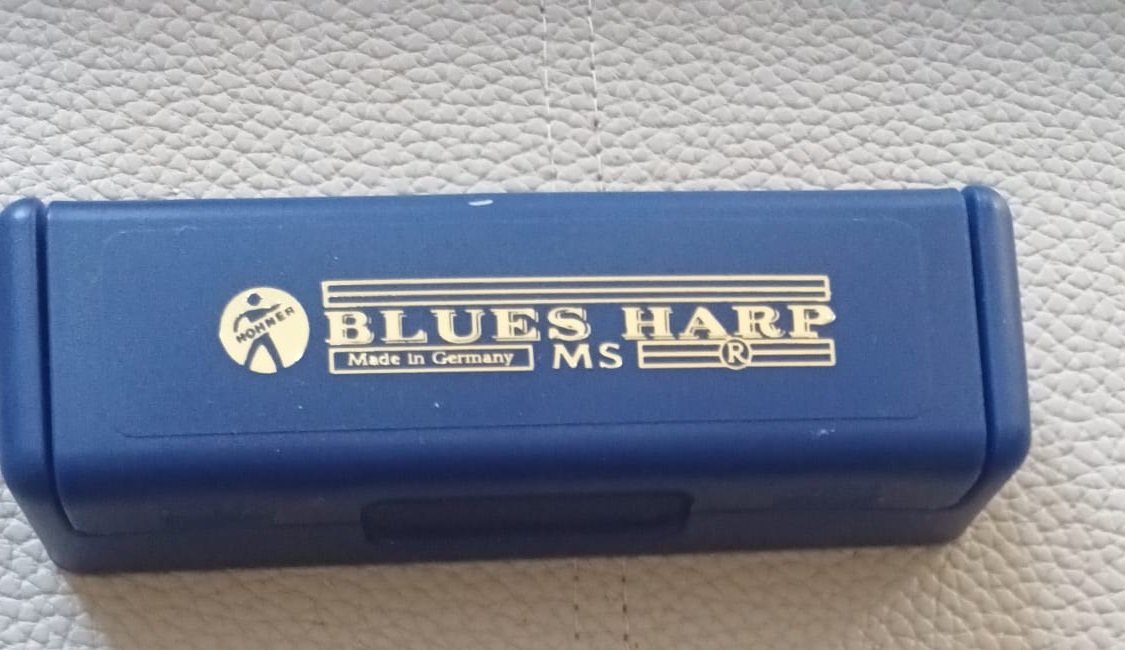 HOHNER
BLUES HARP
Made in Germany MS ®